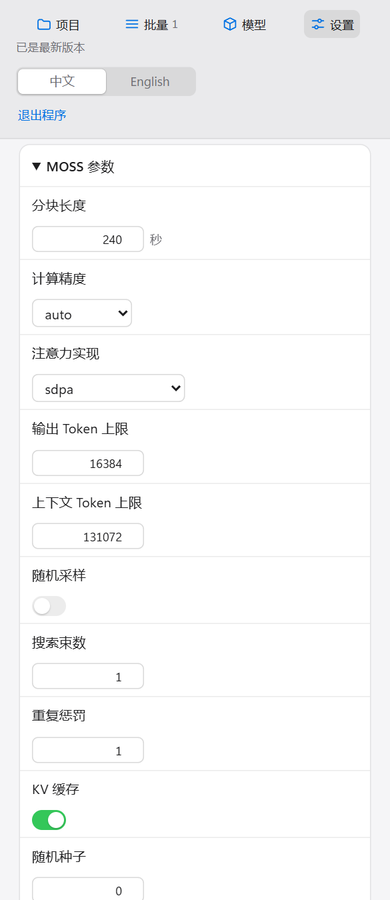 项目 批量 1 模型 设置
已是最新版本
中文 English
退出程序
▼ MOSS 参数
分块长度
240 秒
计算精度
auto
注意力实现
sdpa
输出 Token 上限
16384
上下文 Token 上限
131072
随机采样
搜索束数
1
重复惩罚
1
KV 缓存
随机种子
0